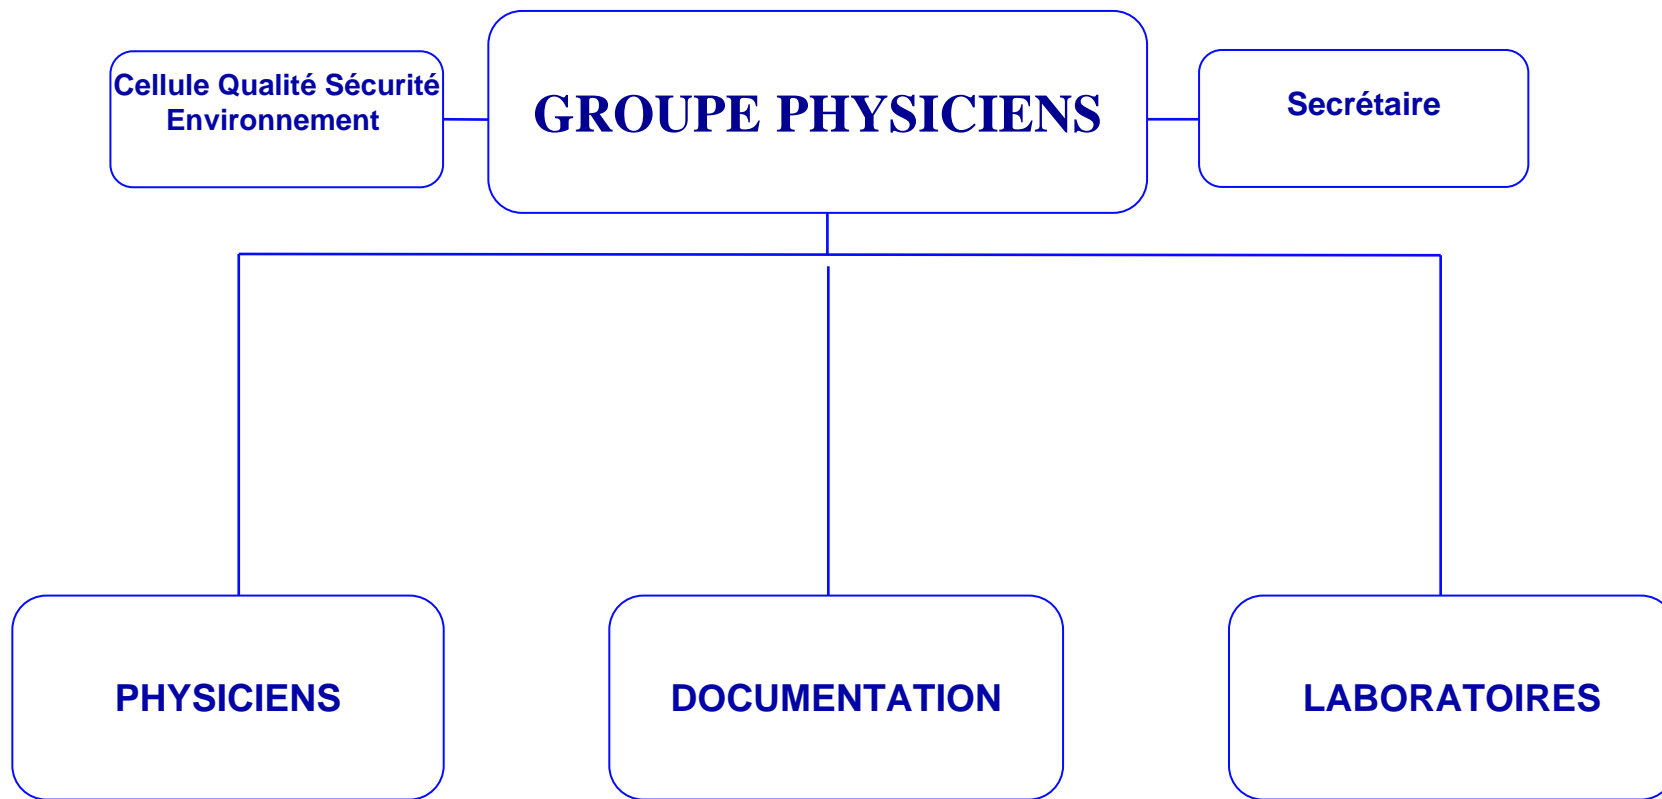 Cellule Qualité Sécurité
Environnement
GROUPE PHYSICIENS
Secrétaire
PHYSICIENS
DOCUMENTATION
LABORATOIRES